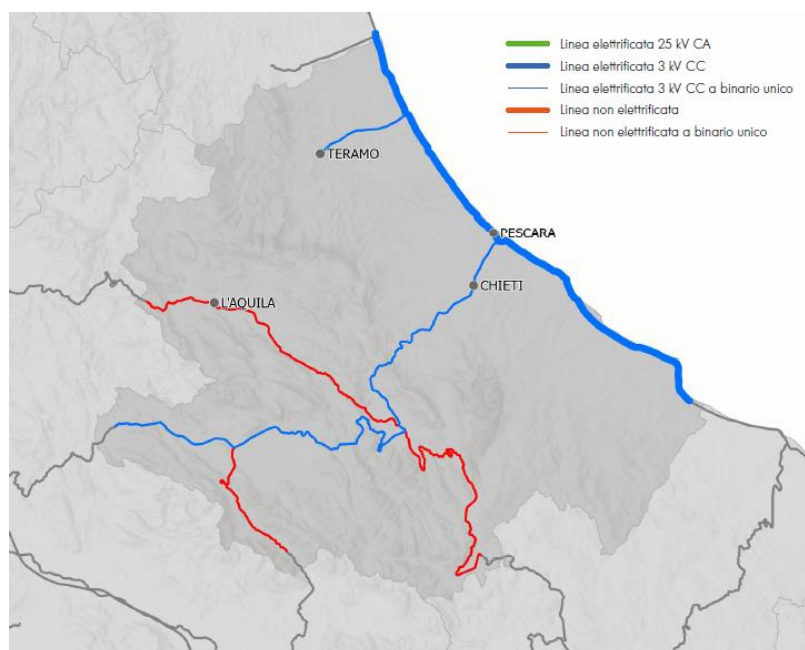 Linea elettrificata 25 kV CA
Linea elettrificata 3 kV CC
Linea elettrificata 3 kV CC a binario unico
Linea non elettrificata
Linea non elettrificata a binario unico
TERAMO
PESCARA
CHIETI
L'AQUILA